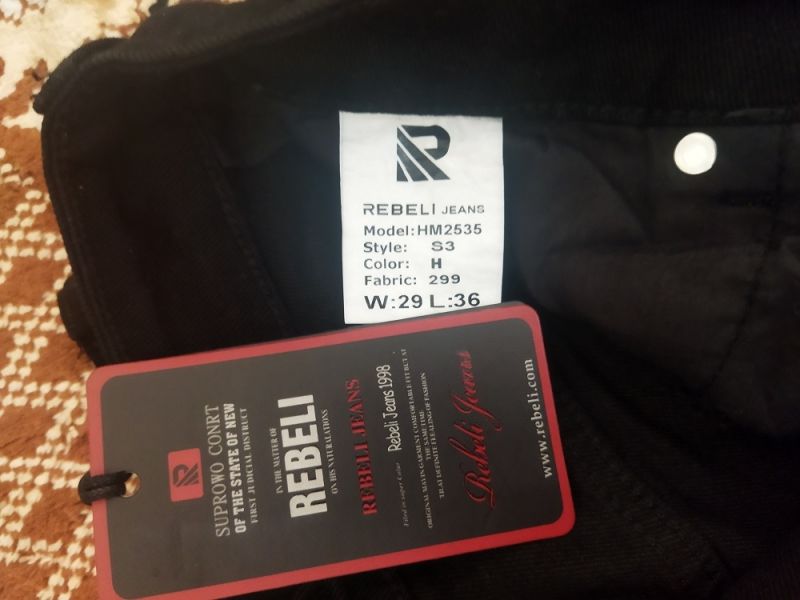 REBELI JEANS
Model:HM2535
Style: S3
Color: H
Fabric: 299
W:29 L:36
SUPROWO CONRT
OF THE STATE OF NEW
FIRST JUDICIAL DISTRUCT
IN THE MATTER OF
REBELI
ON HIS NATURALATIONS
REBELI JEANS
Rebeli Jeans 1998
ORIGINAL MAVIN GARMENT COMFORTABLE FIT BUT AT
THE SAME TIME
THAT DEFINITE FEELING OF FASHION
Rebeli Jeans
www.rebeli.com